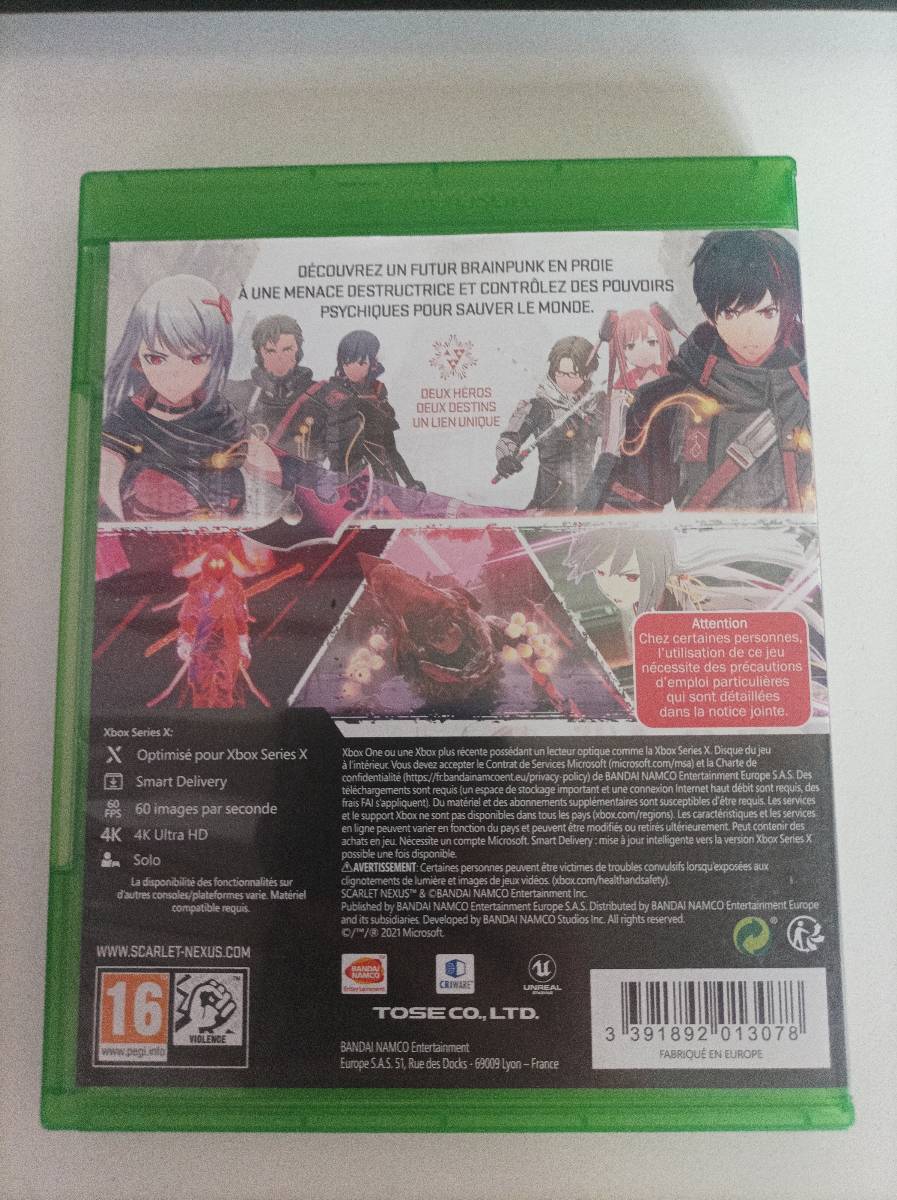 DÉCOUVREZ UN FUTUR BRAINPUNK EN PROIE
À UNE MENACE DESTRUCTRICE ET CONTRÔLEZ DES POUVOIRS
PSYCHIQUES POUR SAUVER LE MONDE.
DEUX HÉROS
DEUX DESTINS
UN LIEN UNIQUE
Attention
Chez certaines personnes,
l'utilisation de ce jeu
nécessite des précautions
d'emploi particulières
qui sont détaillées
dans la notice jointe.
Xbox Series X:
Optimisé pour Xbox Series X
Smart Delivery
60 FPS 60 images par seconde
4K 4K Ultra HD
Solo
La disponibilité des fonctionnalités sur
d'autres consoles/plateformes varie. Matériel
compatible requis.
WWW.SCARLET-NEXUS.COM
Xbox One ou une Xbox plus récente possédant un lecteur optique comme la Xbox Series X. Disque du jeu
à l'intérieur. Vous devez accepter le Contrat de Services Microsoft (microsoft.com/msa) et la Charte de
confidentialité (https://fr.bandainamcoent.eu/privacy-policy) de BANDAI NAMCO Entertainment Europe S.A.S. Des
téléchargements sont requis (un espace de stockage important et une connexion Internet haut débit sont requis, des
frais FAI s'appliquent). Du matériel et des abonnements supplémentaires sont susceptibles d'être requis. Les services
et le support Xbox ne sont pas disponibles dans tous les pays (xbox.com/regions). Les caractéristiques et les services
en ligne peuvent varier en fonction du pays et peuvent être modifiés ou retirés ultérieurement. Peut contenir des
achats en jeu. Nécessite un compte Microsoft. Smart Delivery : mise à jour intelligente vers la version Xbox Series X
possible une fois disponible.
⚠AVERTISSEMENT: Certaines personnes peuvent être victimes de troubles convulsifs lorsqu'exposées aux
clignotements de lumière et images de jeux vidéos. (xbox.com/healthandsafety).
SCARLET NEXUS™ & ©BANDAI NAMCO Entertainment Inc.
Published by BANDAI NAMCO Entertainment Europe S.A.S. Distributed by BANDAI NAMCO Entertainment Europe
and its subsidiaries. Developed by BANDAI NAMCO Studios Inc. All rights reserved.
©/™/® 2021 Microsoft.
16
www.pegi.info
VIOLENCE
BANDAI
NAMCO
Entertainment
CRIWARE
UNREAL
ENGINE
TOSE CO., LTD.
BANDAI NAMCO Entertainment
Europe S.A.S. 51, Rue des Docks - 69009 Lyon – France
3 391892 013078
FABRIQUÉ EN EUROPE